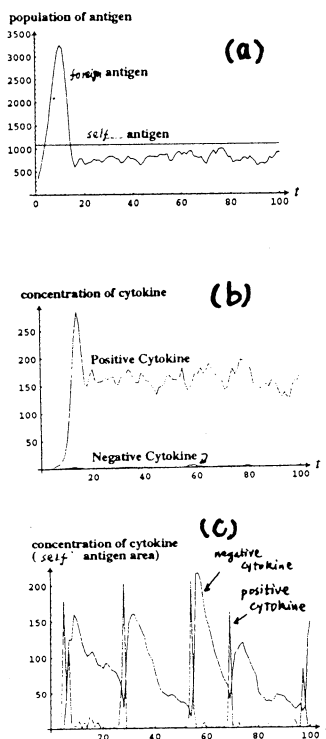 population of antigen
(a)
3500
3000
foreign antigen
2500
2000
1500
self antigen
1000
500
0 20 40 60 80 100 t
concentration of cytokine
(b)
250
200
Positive Cytokine
150
100
50
Negative Cytokine
20 40 60 80 100 t
(c)
concentration of cytokine
(self antigen area)
negative
cytokine
200
positive
cytokine
150
100
50
20 40 60 80 100 t